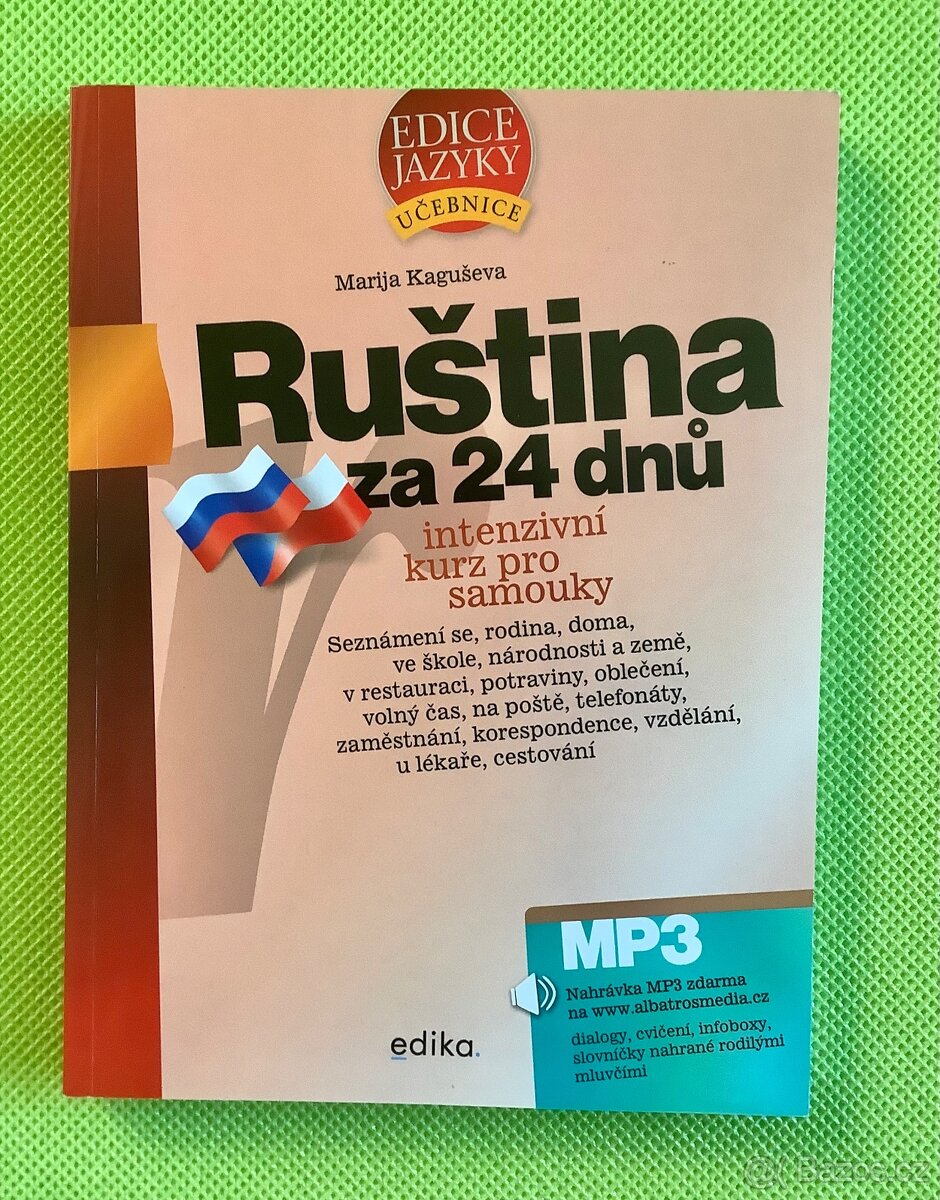 EDICE
JAZYKY
UČEBNICE
Marija Kaguševa
Ruština
za 24 dnů
intenzivní
kurz pro
samouky
Seznámení se, rodina, doma,
ve škole, národnosti a země,
v restauraci, potraviny, oblečení,
volný čas, na poště, telefonáty,
zaměstnání, korespondence, vzdělání,
u lékaře, cestování
MP3
Nahrávka MP3 zdarma
na www.albatrosmedia.cz
dialogy, cvičení, infoboxy,
slovníčky nahrané rodilými
mluvčími
edika.
@ Bazos.cz